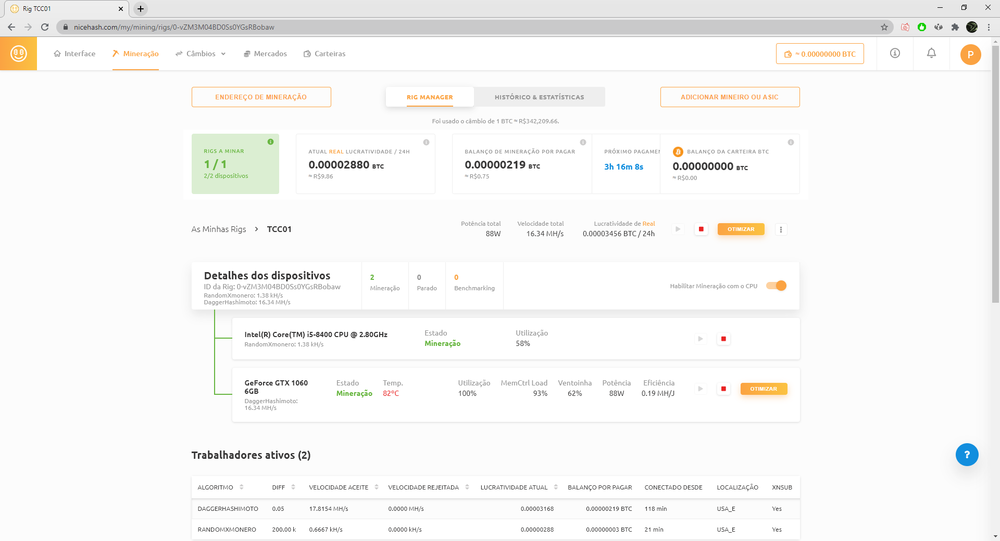 Rig TCC01
nicehash.com/my/mining/rigs/0-vZM3M04BD0Ss0YGsRBobaw
Interface
Mineração
Câmbios
Mercados
Carteiras
≈ 0.00000000 BTC
P
ENDEREÇO DE MINERAÇÃO
RIG MANAGER
HISTÓRICO & ESTATÍSTICAS
ADICIONAR MINEIRO OU ASIC
Foi usado o câmbio de 1 BTC ≈ R$342,209.66.
RIGS A MINAR
1 / 1
2/2 dispositivos
ATUAL REAL LUCRATIVIDADE / 24H
0.00002880 BTC
≈ R$9.86
BALANÇO DE MINERAÇÃO POR PAGAR
0.00000219 BTC
≈ R$0.75
PRÓXIMO PAGAMEN
3h 16m 8s
BALANÇO DA CARTEIRA BTC
0.00000000 BTC
≈ R$0.00
As Minhas Rigs > TCC01
Potência total
88W
Velocidade total
16.34 MH/s
Lucratividade de Real
0.00003456 BTC / 24h
OTIMIZAR
Detalhes dos dispositivos
ID da Rig: 0-vZM3M04BD0Ss0YGsRBobaw
RandomXmonero: 1.38 kH/s
DaggerHashimoto: 16.34 MH/s
2
Mineração
0
Parado
0
Benchmarking
Habilitar Mineração com o CPU
Intel(R) Core(TM) i5-8400 CPU @ 2.80GHz
RandomXmonero: 1.38 kH/s
Estado
Mineração
Utilização
58%
GeForce GTX 1060
6GB
DaggerHashimoto:
16.34 MH/s
Estado
Mineração
Temp.
82°C
Utilização
100%
MemCtrl Load
93%
Ventoinha
62%
Potência
88W
Eficiência
0.19 MH/J
OTIMIZAR
Trabalhadores ativos (2)
ALGORITMO DIFF VELOCIDADE ACEITE VELOCIDADE REJEITADA LUCRATIVIDADE ATUAL BALANÇO POR PAGAR CONECTADO DESDE LOCALIZAÇÃO XNSUB
DAGGERHASHIMOTO 0.05 17.8154 MH/s 0.0000 MH/s 0.00003168 0.00000219 BTC 118 min USA_E Yes
RANDOMXMONERO 200.00 k 0.6667 kH/s 0.0000 kH/s 0.00000288 0.00000003 BTC 21 min USA_E Yes
?